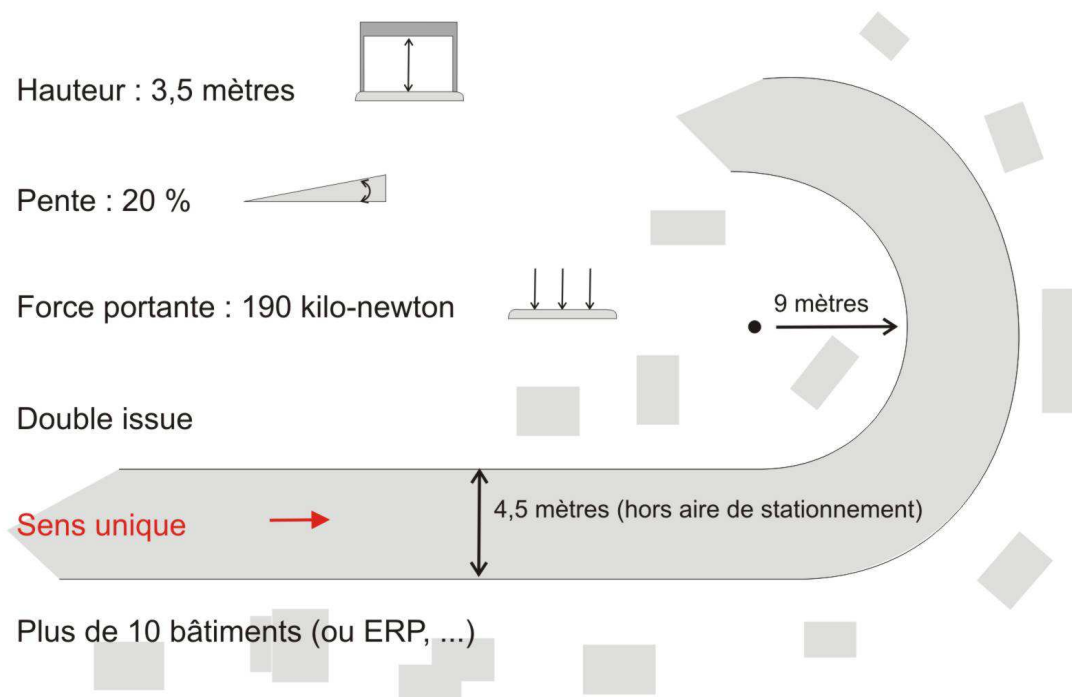 Hauteur : 3,5 mètres
Pente : 20 %
Force portante : 190 kilo-newton
9 mètres
Double issue
4,5 mètres (hors aire de stationnement)
Sens unique
Plus de 10 bâtiments (ou ERP, ...)